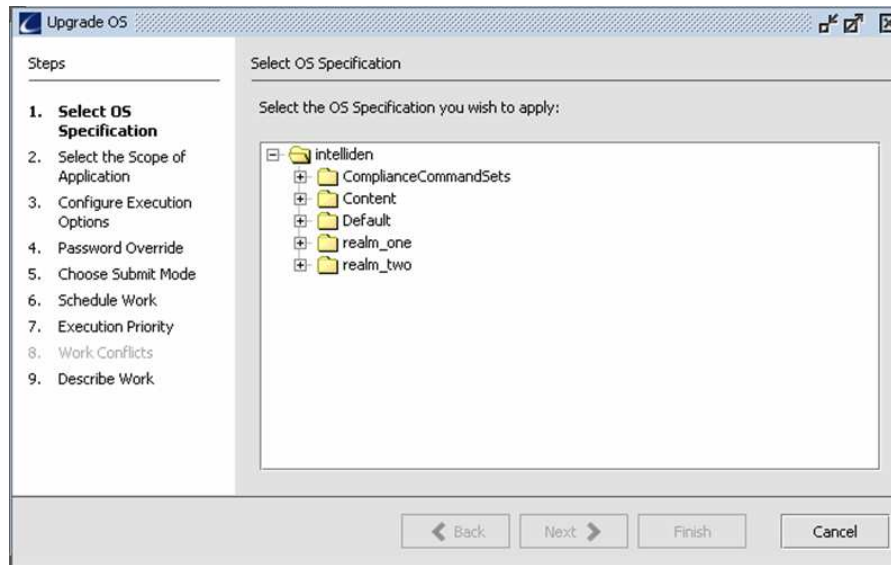 Upgrade OS
Steps
1. Select OS
Specification
2. Select the Scope of
Application
3. Configure Execution
Options
4. Password Override
5. Choose Submit Mode
6. Schedule Work
7. Execution Priority
8. Work Conflicts
9. Describe Work
Select OS Specification
Select the OS Specification you wish to apply:
intelliden
ComplianceCommandSets
Content
Default
realm_one
realm_two
Back
Next
Finish
Cancel